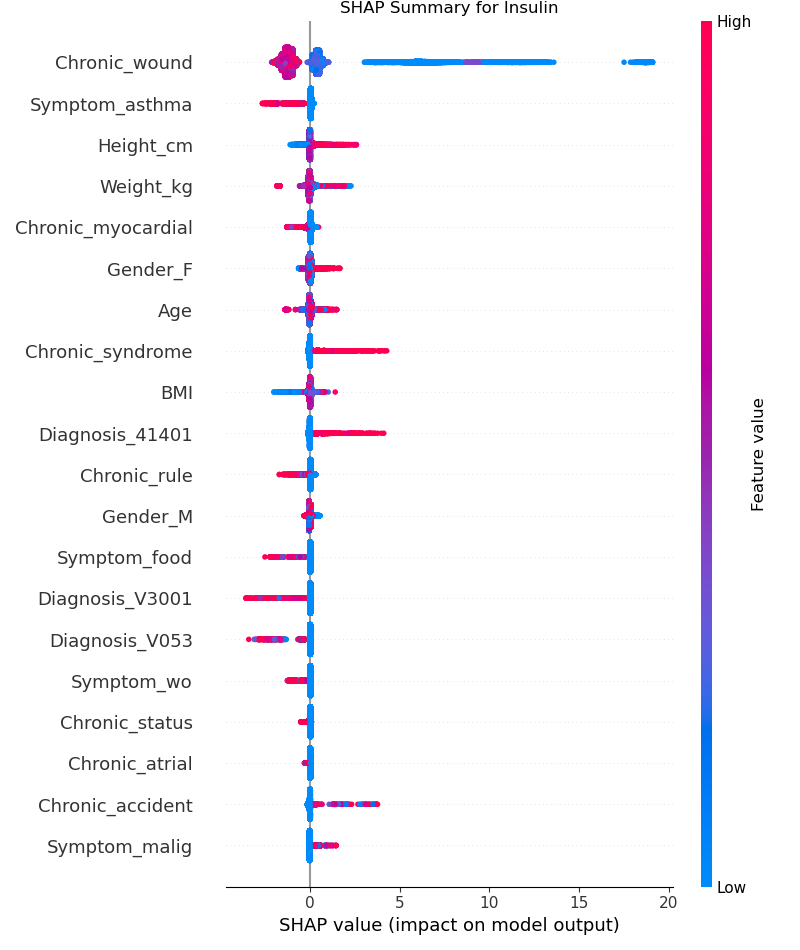 SHAP Summary for Insulin
High
Chronic_wound
Symptom_asthma
Height_cm
Weight_kg
Chronic_myocardial
Gender_F
Age
Chronic_syndrome
BMI
Diagnosis_41401
Chronic_rule
Gender_M
Symptom_food
Diagnosis_V3001
Diagnosis_V053
Symptom_wo
Chronic_status
Chronic_atrial
Chronic_accident
Symptom_malig
Feature value
Low
0 5 10 15 20
SHAP value (impact on model output)